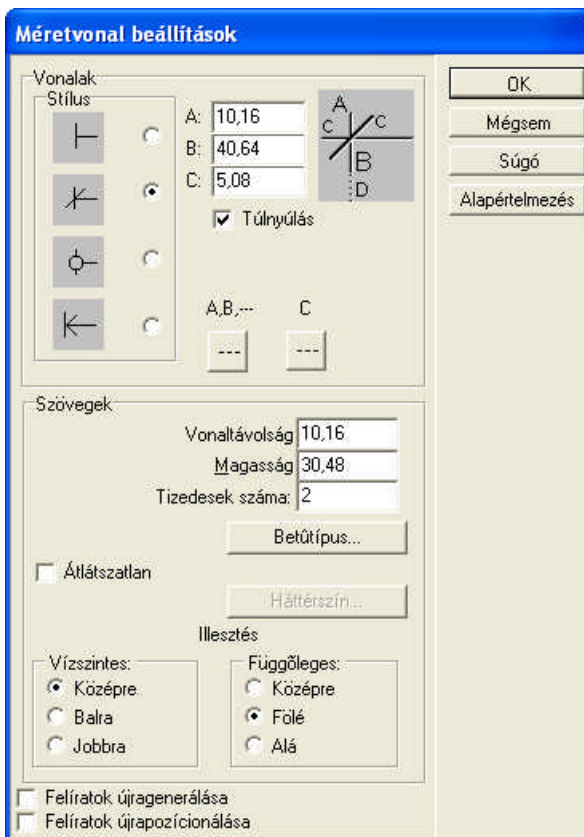 Méretvonal beállítások
Vonalak
Stílus
A: 10,16
B: 40,64
C: 5,08
A
C C
B
D
Túlnyúlás
A,B,--- C
--- ---
OK
Mégsem
Súgó
Alapértelmezés
Szövegek
Vonaltávolság 10,16
Magasság 30,48
Tizedesek száma: 2
Betûtípus...
Átlátszatlan
Háttérszín...
Illesztés
Vízszintes:
Középre
Balra
Jobbra
Függõleges:
Középre
Fölé
Alá
Felíratok újragenerálása
Felíratok újrapozícionálása